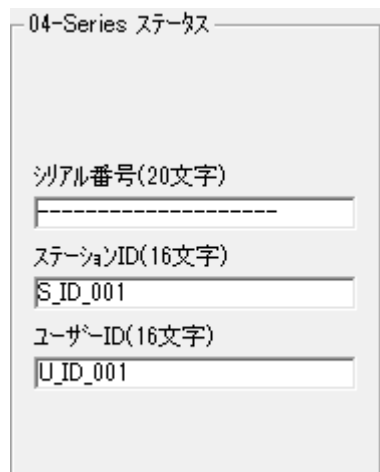 04-Series ステータス
シリアル番号(20文字)
--------------------
ステーションID(16文字)
S_ID_001
ユーザーID(16文字)
U_ID_001